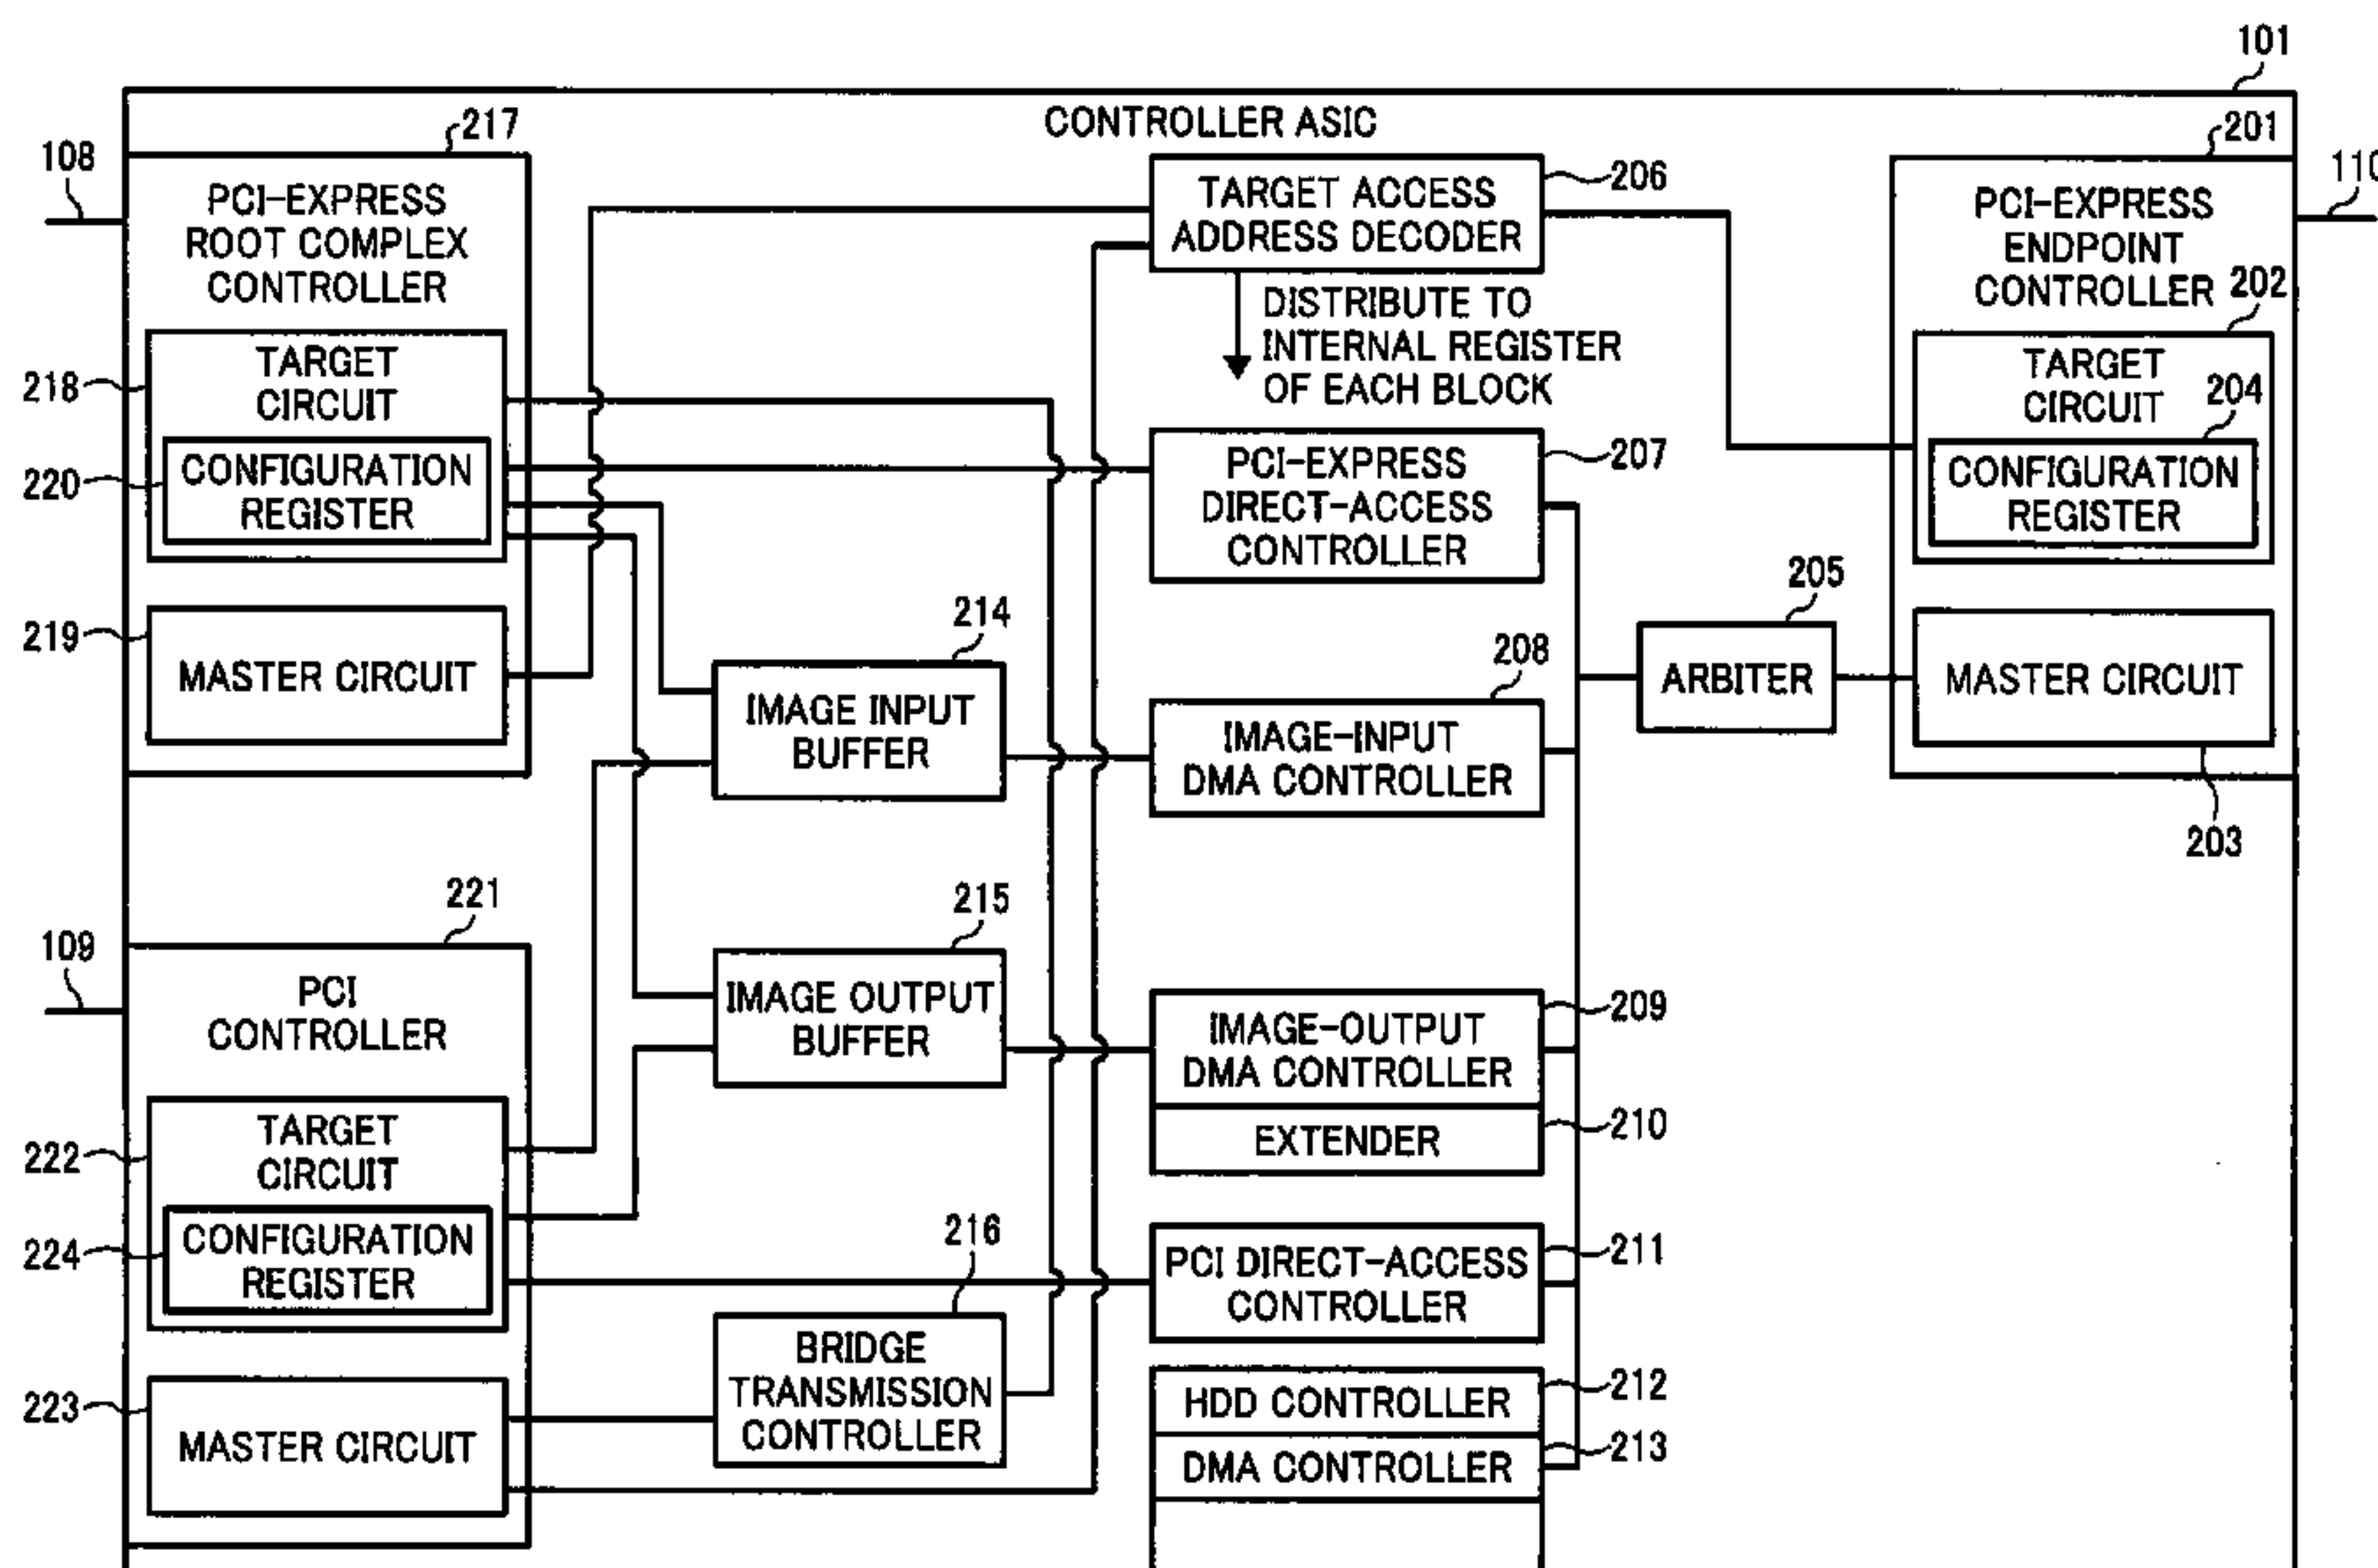 101
CONTROLLER ASIC
217
201
108
110
PCI-EXPRESS
ROOT COMPLEX
CONTROLLER
TARGET ACCESS
ADDRESS DECODER
206
PCI-EXPRESS
ENDPOINT
CONTROLLER
202
DISTRIBUTE TO
INTERNAL REGISTER
OF EACH BLOCK
218
TARGET
CIRCUIT
TARGET
CIRCUIT
204
220
CONFIGURATION
REGISTER
PCI-EXPRESS
DIRECT-ACCESS
CONTROLLER
207
CONFIGURATION
REGISTER
205
219
MASTER CIRCUIT
214
IMAGE INPUT
BUFFER
208
IMAGE-INPUT
DMA CONTROLLER
ARBITER
MASTER CIRCUIT
203
221
109
PCI
CONTROLLER
215
IMAGE OUTPUT
BUFFER
209
IMAGE-OUTPUT
DMA CONTROLLER
EXTENDER
210
222
TARGET
CIRCUIT
224
CONFIGURATION
REGISTER
216
PCI DIRECT-ACCESS
CONTROLLER
211
BRIDGE
TRANSMISSION
CONTROLLER
223
MASTER CIRCUIT
HDD CONTROLLER
212
DMA CONTROLLER
213